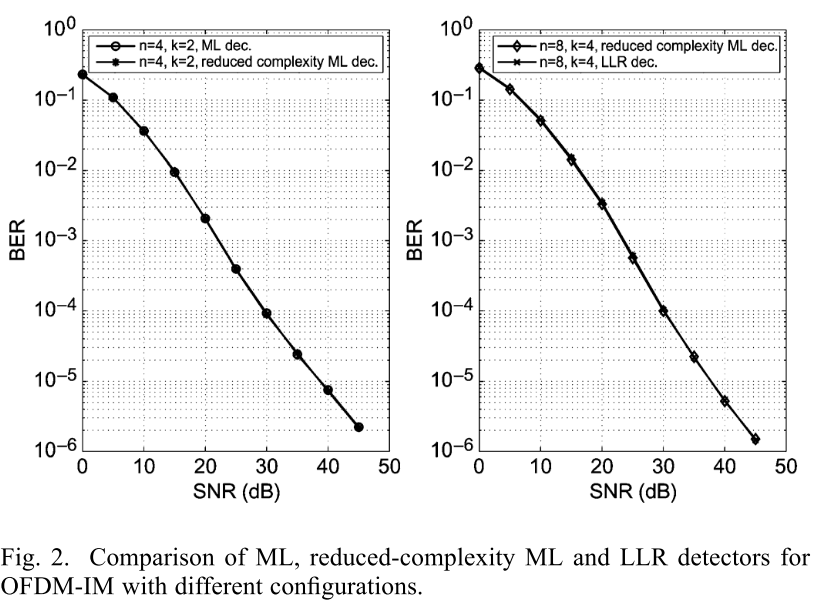 10^0
10^-1
10^-2
10^-3
10^-4
10^-5
10^-6
BER
0 10 20 30 40 50
SNR (dB)
n=4, k=2, ML dec.
n=4, k=2, reduced complexity ML dec.
10^0
10^-1
10^-2
10^-3
10^-4
10^-5
10^-6
BER
0 10 20 30 40 50
SNR (dB)
n=8, k=4, reduced complexity ML dec.
n=8, k=4, LLR dec.
Fig. 2. Comparison of ML, reduced-complexity ML and LLR detectors for
OFDM-IM with different configurations.